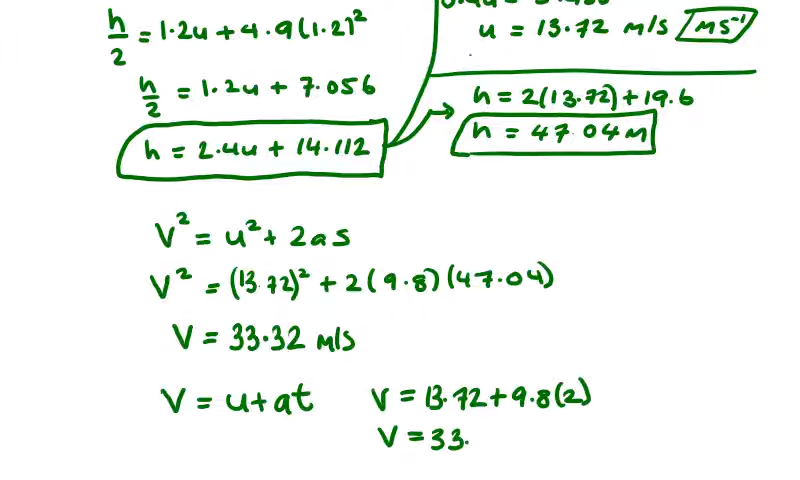 h/2 = 1.2u + 4.9(1.2)²
h/2 = 1.2u + 7.056
h = 2.4u + 14.112
u = 13.72 m/s ms⁻¹
h = 2(13.72) + 19.6
h = 47.04m
V² = u² + 2as
V² = (13.72)² + 2(9.8)(47.04)
V = 33.32 m/s
V = u + at
V = 13.72 + 9.8(2)
V = 33.